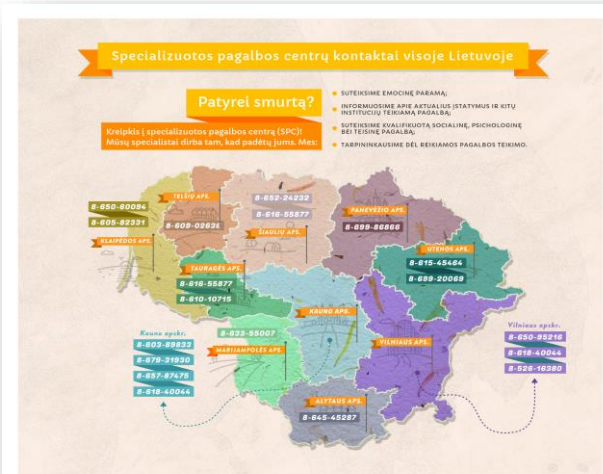 Specializuotos pagalbos centrų kontaktai visoje Lietuvoje
Patyrei smurtą?
Kreipkis į specializuotos pagalbos centrą (SPC)!
Mūsų specialistai dirba tam, kad padėtų jums. Mes:
SUTEIKSIME EMOCINĘ PARAMĄ;
INFORMUOSIME APIE AKTUALIUS ĮSTATYMUS IR KITŲ
INSTITUCIJŲ TEIKIAMĄ PAGALBĄ;
SUTEIKSIME KVALIFIKUOTĄ SOCIALINĘ, PSICHOLOGINĘ
BEI TEISINĘ PAGALBĄ;
TARPININKAUSIME DĖL REIKIAMOS PAGALBOS TEIKIMO.
8-650-60094
8-605-82331
KLAIPĖDOS APS.
TELŠIŲ APS.
8-609-02631
8-652-24232
8-616-55877
ŠIAULIŲ APS.
PANEVĖŽIO APS.
8-699-86866
UTENOS APS.
8-615-45464
8-699-20069
TAURAGĖS APS.
8-616-55877
8-610-10715
KAUNO APS.
8-633-55007
MARIJAMPOLĖS APS.
VILNIAUS APS.
ALYTAUS APS.
8-645-45287
Kauno apskr.
8-603-89833
8-679-31930
8-657-87475
8-618-40044
Vilniaus apskr.
8-650-95216
8-618-40044
8-526-16380